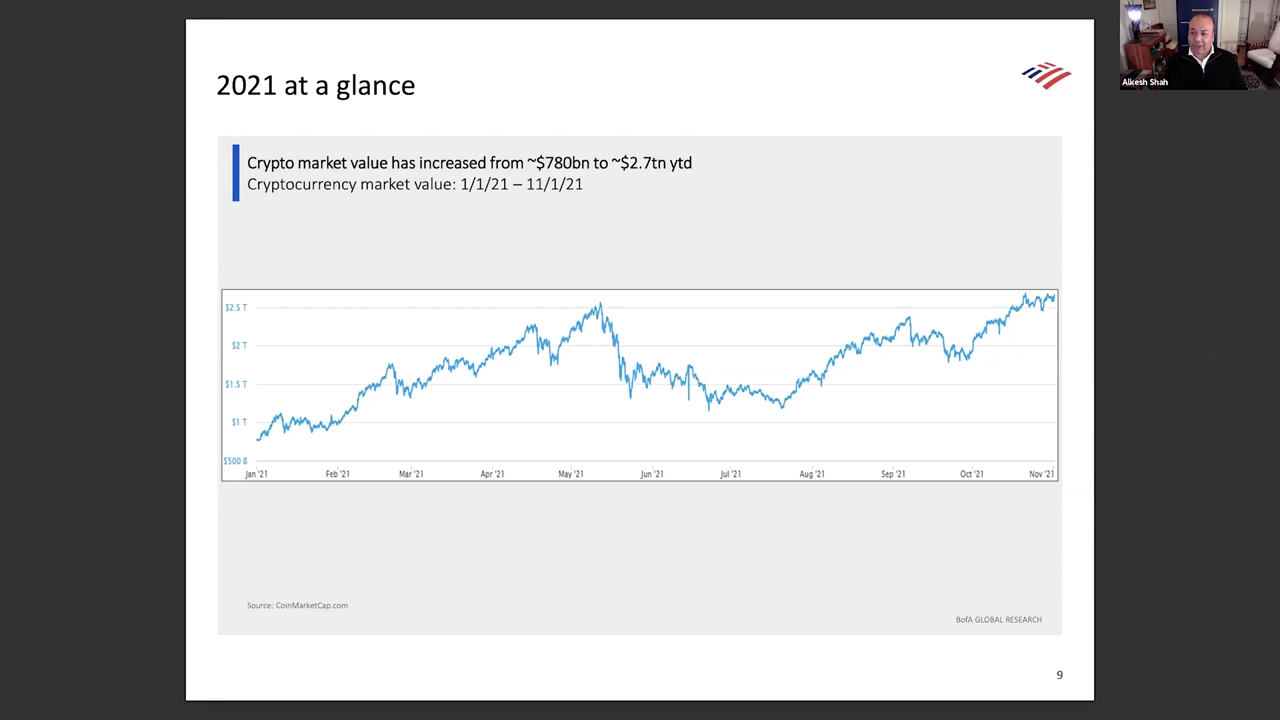 2021 at a glance
Alkesh Shah
Crypto market value has increased from ~$780bn to ~$2.7tn ytd
Cryptocurrency market value: 1/1/21 – 11/1/21
$2.5 T
$2 T
$1.5 T
$1 T
$500 B
Jan '21 Feb '21 Mar '21 Apr '21 May '21 Jun '21 Jul '21 Aug '21 Sep '21 Oct '21 Nov '21
Source: CoinMarketCap.com
BofA GLOBAL RESEARCH
9